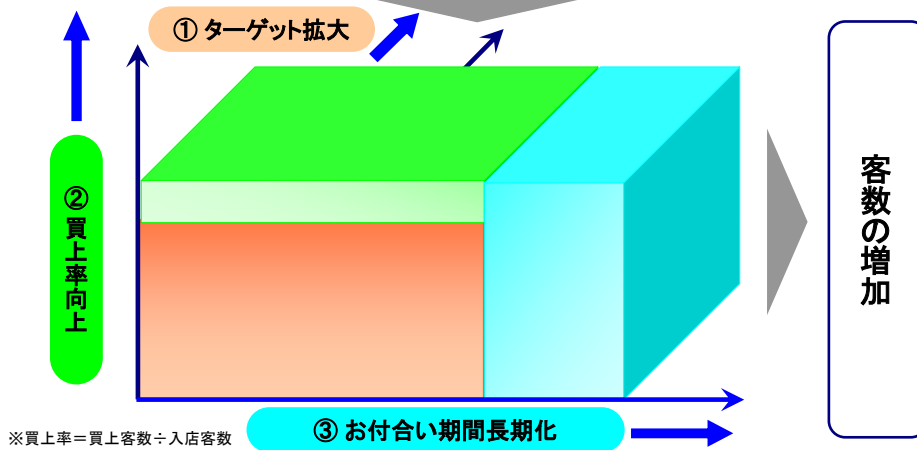 ① ターゲット拡大
② 買上率向上
客数の増加
③ お付合い期間長期化
※買上率＝買上客数÷入店客数